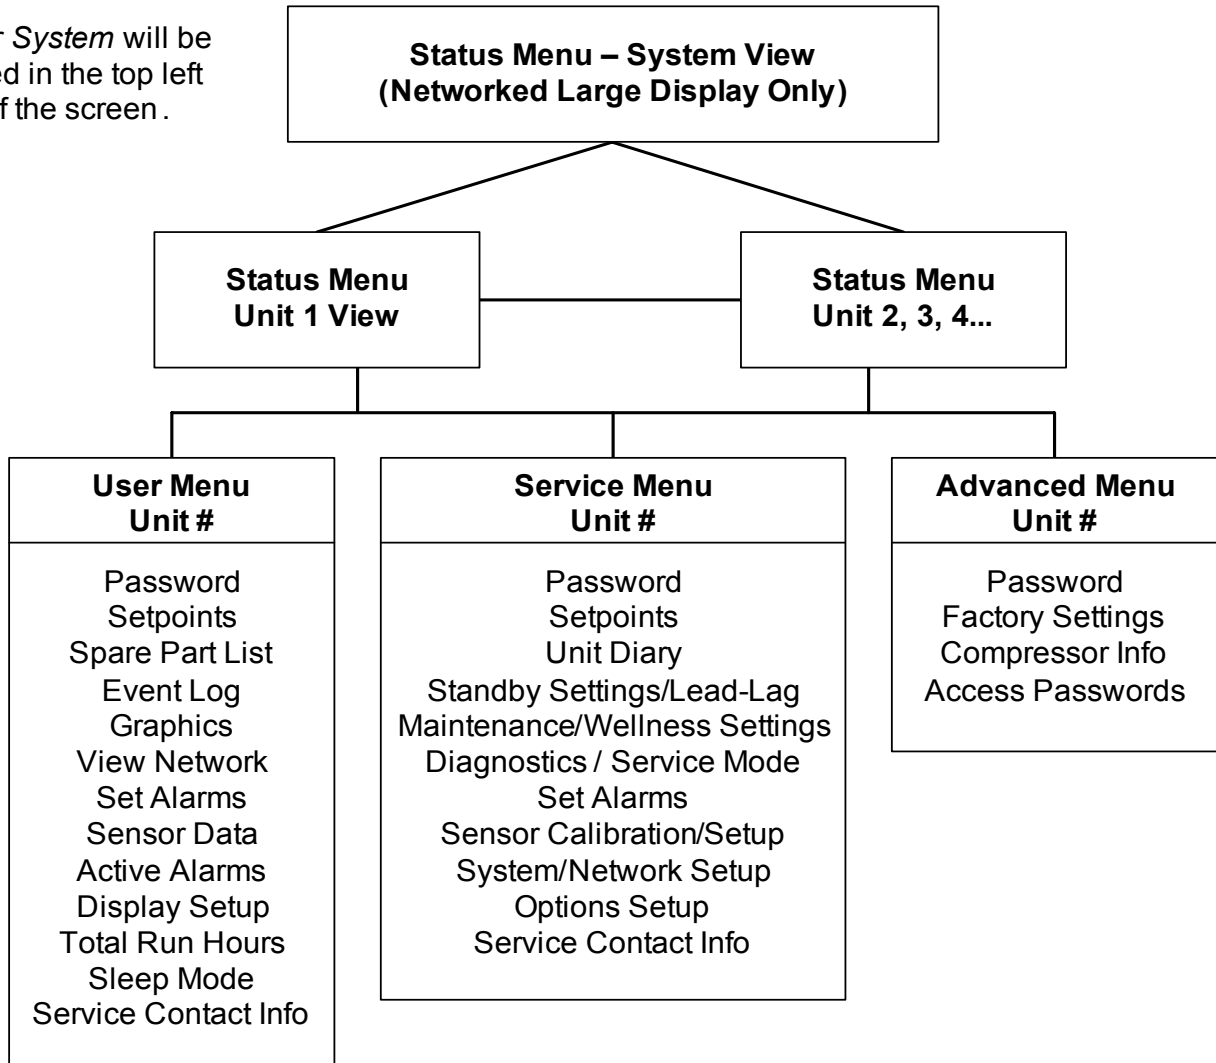 System will be
in the top left
the screen.
Status Menu – System View
(Networked Large Display Only)
Status Menu
Unit 1 View
Status Menu
Unit 2, 3, 4...
User Menu
Unit #
Password
Setpoints
Spare Part List
Event Log
Graphics
View Network
Set Alarms
Sensor Data
Active Alarms
Display Setup
Total Run Hours
Sleep Mode
Service Contact Info
Service Menu
Unit #
Password
Setpoints
Unit Diary
Standby Settings/Lead-Lag
Maintenance/Wellness Settings
Diagnostics / Service Mode
Set Alarms
Sensor Calibration/Setup
System/Network Setup
Options Setup
Service Contact Info
Advanced Menu
Unit #
Password
Factory Settings
Compressor Info
Access Passwords